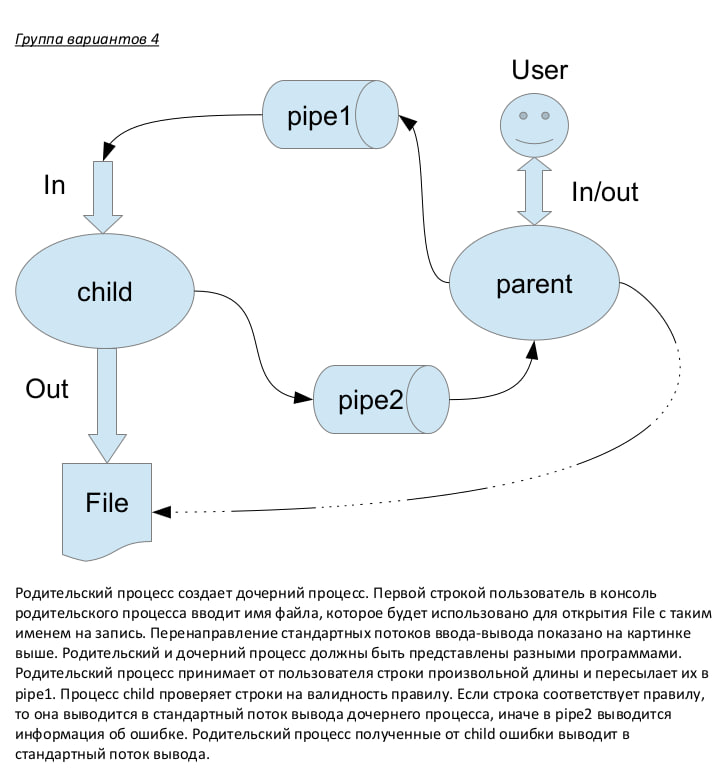 Группа вариантов 4
User
pipe1
In
In/out
child
parent
Out
pipe2
File
Родительский процесс создает дочерний процесс. Первой строкой пользователь в консоль
родительского процесса вводит имя файла, которое будет использовано для открытия File с таким
именем на запись. Перенаправление стандартных потоков ввода-вывода показано на картинке
выше. Родительский и дочерний процесс должны быть представлены разными программами.
Родительский процесс принимает от пользователя строки произвольной длины и пересылает их в
pipe1. Процесс child проверяет строки на валидность правилу. Если строка соответствует правилу,
то она выводится в стандартный поток вывода дочернего процесса, иначе в pipe2 выводится
информация об ошибке. Родительский процесс полученные от child ошибки выводит в
стандартный поток вывода.